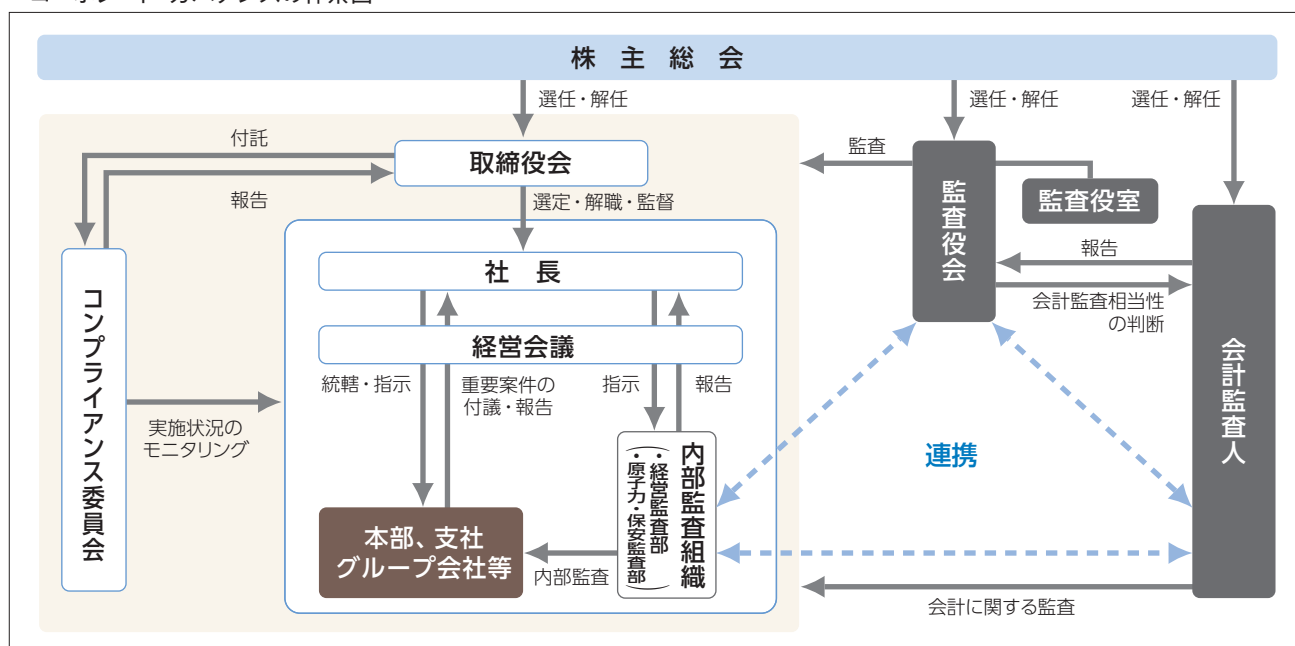 株主総会
選任・解任
選任・解任
選任・解任
付託
取締役会
監査
報告
選定・解職・監督
監査役会
監査役室
報告
会計監査相当性
の判断
社長
経営会議
統轄・指示
重要案件の
付議・報告
指示
報告
コンプライアンス委員会
実施状況の
モニタリング
内部監査組織
・経営監査部
・原子力・保安監査部
連携
会計監査人
本部、支社
グループ会社等
内部監査
会計に関する監査